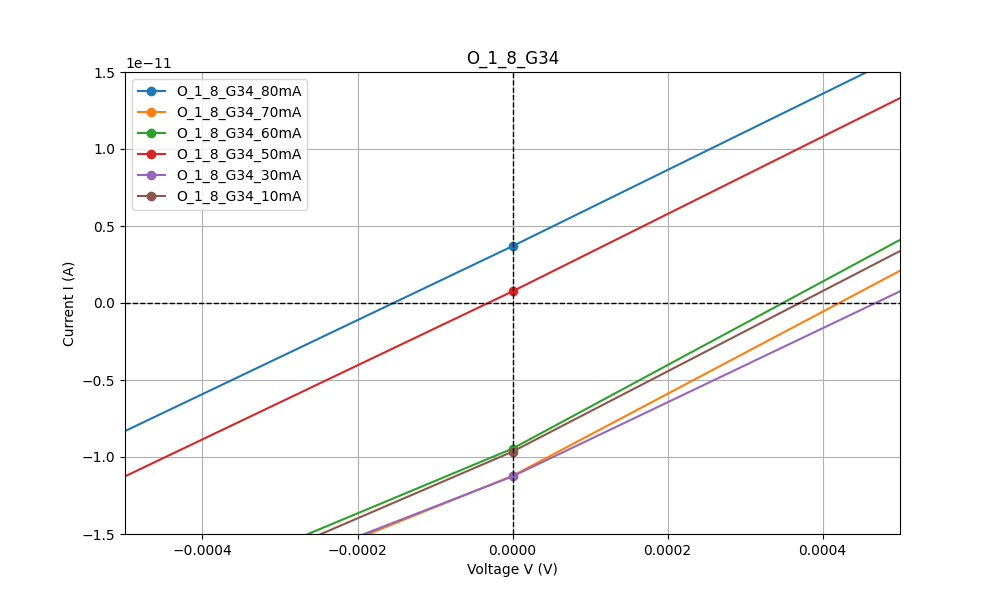 O_1_8_G34
1e−11
1.5
1.0
0.5
0.0
−0.5
−1.0
−1.5
Current I (A)
O_1_8_G34_80mA
O_1_8_G34_70mA
O_1_8_G34_60mA
O_1_8_G34_50mA
O_1_8_G34_30mA
O_1_8_G34_10mA
−0.0004
−0.0002
0.0000
0.0002
0.0004
Voltage V (V)